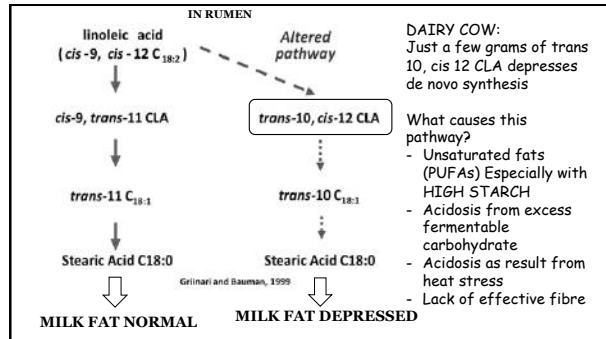 IN RUMEN
linoleic acid
(cis-9, cis-12 C18:2)
Altered
pathway
cis-9, trans-11 CLA
trans-10, cis-12 CLA
trans-11 C18:1
trans-10 C18:1
Stearic Acid C18:0
Stearic Acid C18:0
Griinari and Bauman, 1999
MILK FAT NORMAL
MILK FAT DEPRESSED
DAIRY COW:
Just a few grams of trans
10, cis 12 CLA depresses
de novo synthesis
What causes this
pathway?
- Unsaturated fats
(PUFAs) Especially with
HIGH STARCH
- Acidosis from excess
fermentable
carbohydrate
- Acidosis as result from
heat stress
- Lack of effective fibre